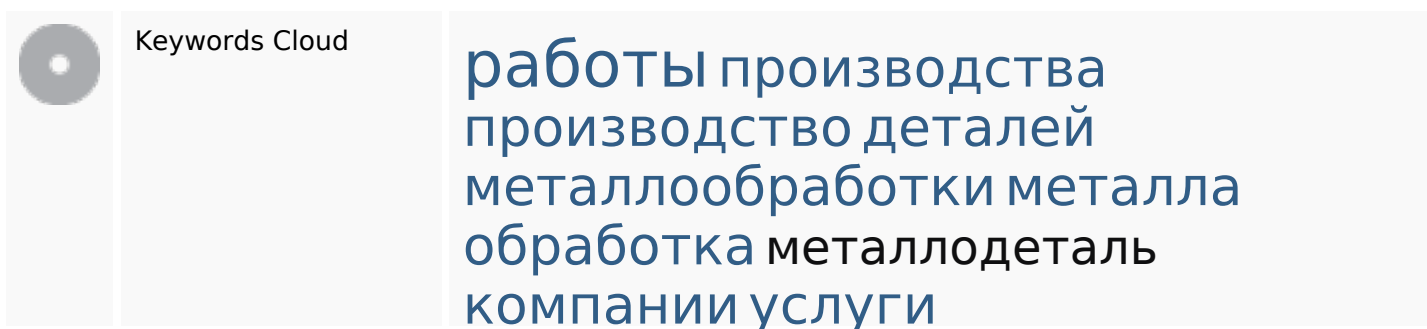 Keywords Cloud
работы производства
производство деталей
металлообработки металла
обработка металлодеталь
компании услуги